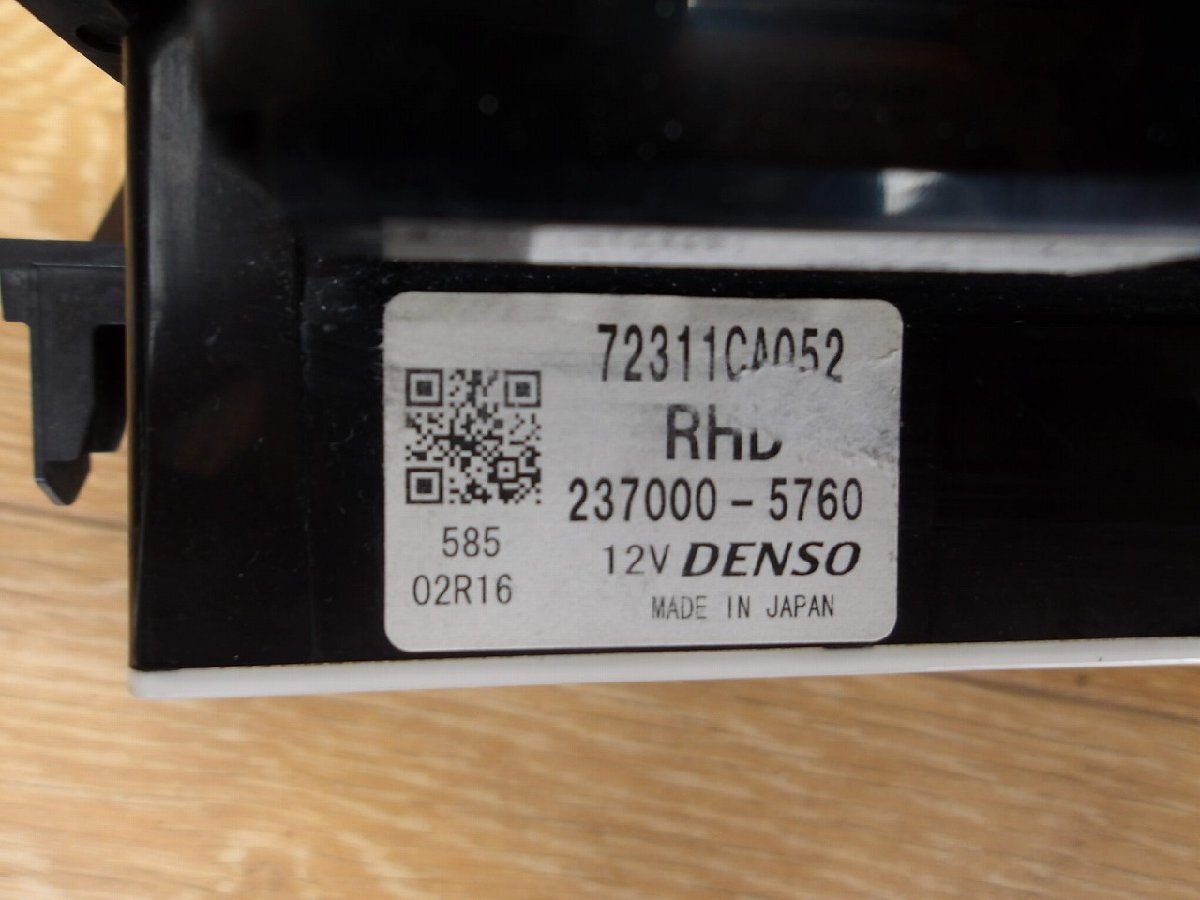 72311CA052
RHD
237000-5760
585
12V DENSO
02R16
MADE IN JAPAN